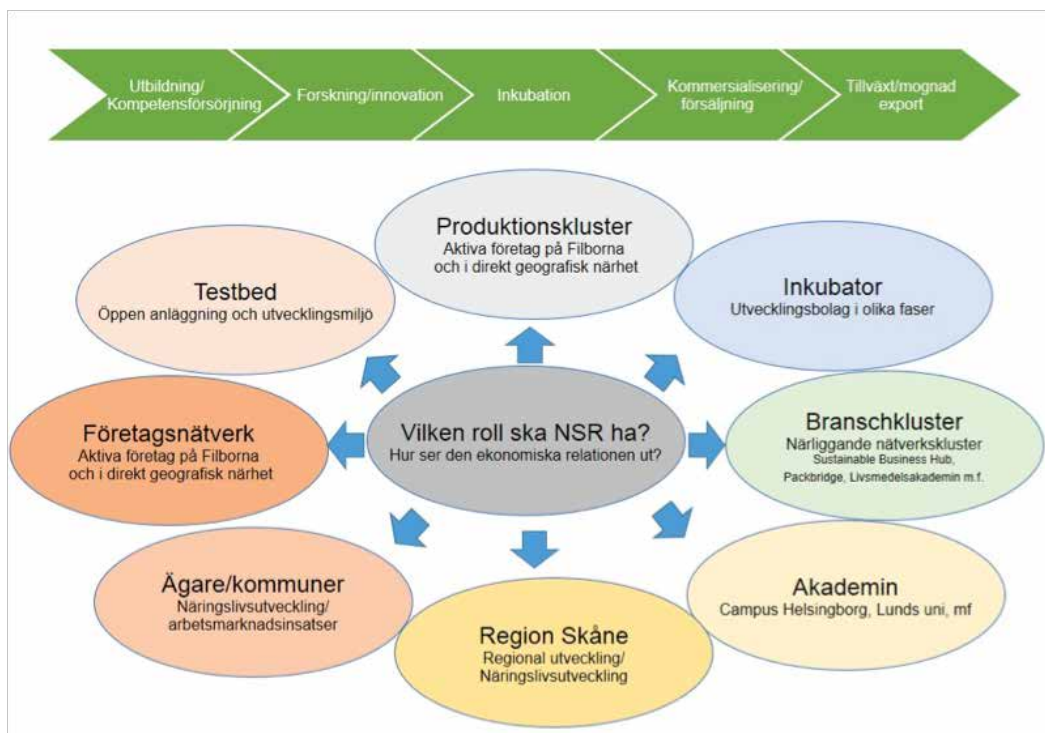 Utbildning/
Kompetensförsörjning
Forskning/innovation
Inkubation
Kommersialisering/
försäljning
Tillväxt/mognad
export
Produktionskluster
Aktiva företag på Filborna
och i direkt geografisk närhet
Testbed
Öppen anläggning och utvecklingsmiljö
Inkubator
Utvecklingsbolag i olika faser
Företagsnätverk
Aktiva företag på Filborna
och i direkt geografisk närhet
Vilken roll ska NSR ha?
Hur ser den ekonomiska relationen ut?
Branschkluster
Närliggande nätverkskluster
Sustainable Business Hub,
Packbridge, Livsmedelsakademin m.f.
Ägare/kommuner
Näringslivsutveckling/
arbetsmarknadsinsatser
Region Skåne
Regional utveckling/
Näringslivsutveckling
Akademin
Campus Helsingborg, Lunds uni, mf